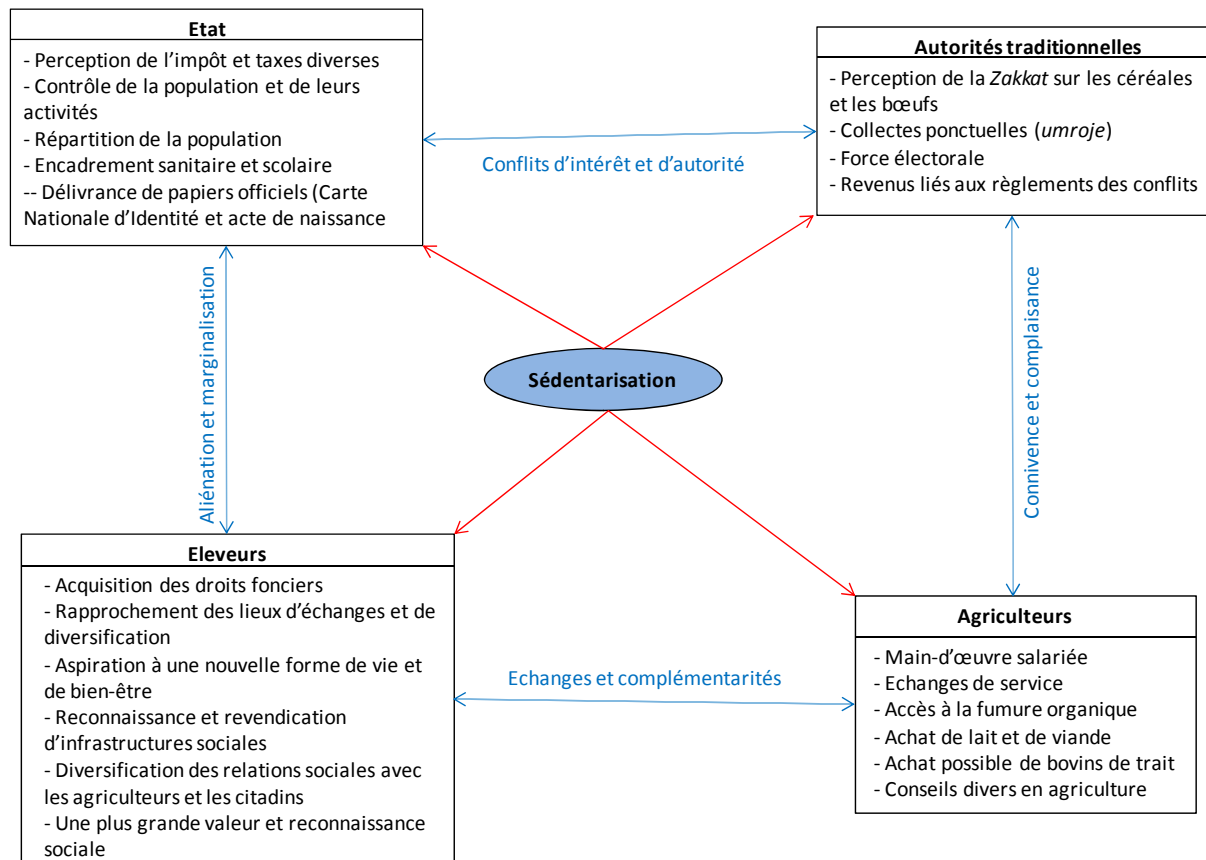 Etat
- Perception de l’impôt et taxes diverses
- Contrôle de la population et de leurs
activités
- Répartition de la population
- Encadrement sanitaire et scolaire
-- Délivrance de papiers officiels (Carte
Nationale d’Identité et acte de naissance
Autorités traditionnelles
- Perception de la Zakkat sur les céréales
et les bœufs
- Collectes ponctuelles (umroje)
- Force électorale
- Revenus liés aux règlements des conflits
Conflits d’intérêt et d’autorité
Aliénation et marginalisation
Sédentarisation
Connivence et complaisance
Eleveurs
- Acquisition des droits fonciers
- Rapprochement des lieux d’échanges et de
diversification
- Aspiration à une nouvelle forme de vie et
de bien-être
- Reconnaissance et revendication
d’infrastructures sociales
- Diversification des relations sociales avec
les agriculteurs et les citadins
- Une plus grande valeur et reconnaissance
sociale
Echanges et complémentarités
Agriculteurs
- Main-d’œuvre salariée
- Echanges de service
- Accès à la fumure organique
- Achat de lait et de viande
- Achat possible de bovins de trait
- Conseils divers en agriculture